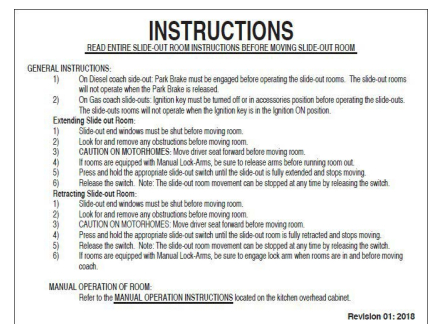 INSTRUCTIONS
READ ENTIRE SLIDE-OUT ROOM INSTRUCTIONS BEFORE MOVING SLIDE-OUT ROOM
GENERAL INSTRUCTIONS:
1) On Diesel coach side-out: Park Brake must be engaged before operating the slide-out rooms. The slide-out rooms
will not operate when the Park Brake is released.
2) On Gas coach slide-outs: Ignition key must be turned off or in accessories position before operating the slide-outs.
The slide-outs rooms will not operate when the Ignition key is in the Ignition ON position.
Extending Slide out Room:
1) Slide-out end windows must be shut before moving room.
2) Look for and remove any obstructions before moving room.
3) CAUTION ON MOTORHOMES: Move driver seat forward before moving room.
4) If rooms are equipped with Manual Lock-Arms, be sure to release arms before running room out.
5) Press and hold the appropriate slide-out switch until the slide-out is fully extended and stops moving.
6) Release the switch. Note: The slide-out room movement can be stopped at any time by releasing the switch.
Retracting Slide-out Room:
1) Slide-out end windows must be shut before moving room.
2) Look for and remove any obstructions before moving room.
3) CAUTION ON MOTORHOMES: Move driver seat forward before moving room.
4) Press and hold the appropriate slide-out switch until the slide-out room is fully retracted and stops moving.
5) Release the switch. Note: The slide-out room movement can be stopped at any time by releasing the switch.
6) If rooms are equipped with Manual Lock-Arms, be sure to engage lock arm when rooms are in and before moving
coach.
MANUAL OPERATION OF ROOM:
Refer to the MANUAL OPERATION INSTRUCTIONS located on the kitchen overhead cabinet.
Revision 01: 2018